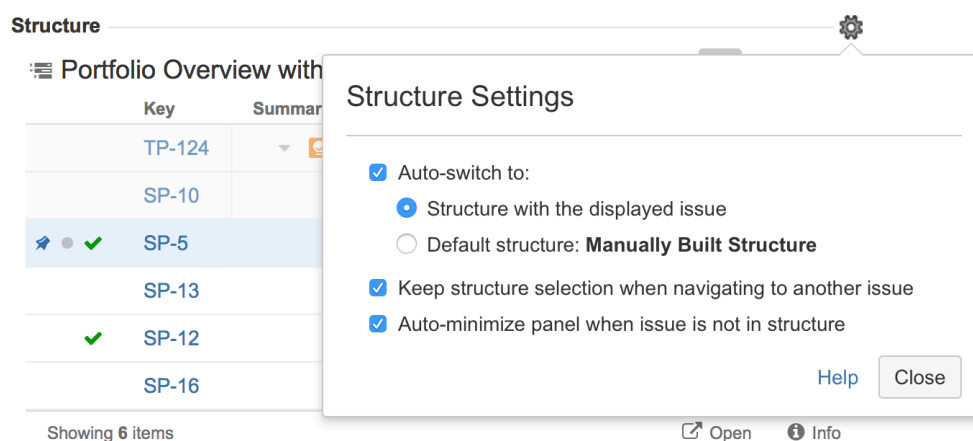 Structure
Portfolio Overview with
Key Summar
TP-124
SP-10
SP-5
SP-13
SP-12
SP-16
Showing 6 items
Structure Settings
Auto-switch to:
Structure with the displayed issue
Default structure: Manually Built Structure
Keep structure selection when navigating to another issue
Auto-minimize panel when issue is not in structure
Help Close
Open Info